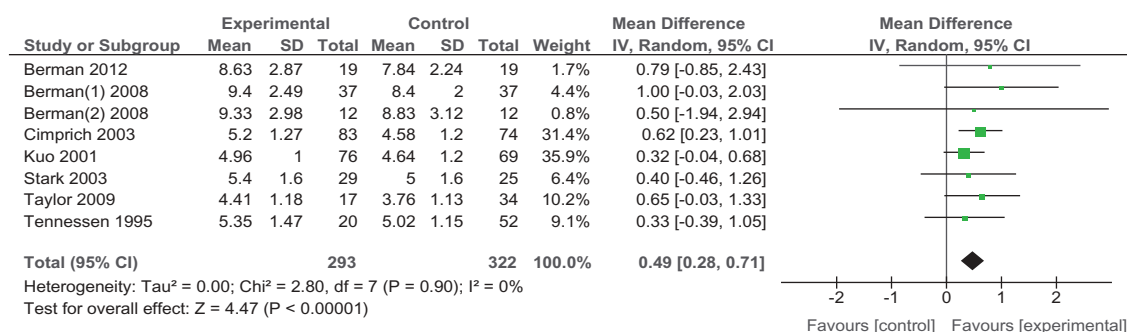 Experimental Control Mean Difference Mean Difference
Study or Subgroup Mean SD Total Mean SD Total Weight IV, Random, 95% CI IV, Random, 95% CI
Berman 2012 8.63 2.87 19 7.84 2.24 19 1.7% 0.79 [-0.85, 2.43]
Berman(1) 2008 9.4 2.49 37 8.4 2 37 4.4% 1.00 [-0.03, 2.03]
Berman(2) 2008 9.33 2.98 12 8.83 3.12 12 0.8% 0.50 [-1.94, 2.94]
Cimprich 2003 5.2 1.27 83 4.58 1.2 74 31.4% 0.62 [0.23, 1.01]
Kuo 2001 4.96 1 76 4.64 1.2 69 35.9% 0.32 [-0.04, 0.68]
Stark 2003 5.4 1.6 29 5 1.6 25 6.4% 0.40 [-0.46, 1.26]
Taylor 2009 4.41 1.18 17 3.76 1.13 34 10.2% 0.65 [-0.03, 1.33]
Tennessen 1995 5.35 1.47 20 5.02 1.15 52 9.1% 0.33 [-0.39, 1.05]
Total (95% CI) 293 322 100.0% 0.49 [0.28, 0.71]
Heterogeneity: Tau² = 0.00; Chi² = 2.80, df = 7 (P = 0.90); I² = 0%
Test for overall effect: Z = 4.47 (P < 0.00001)
-2 -1 0 1 2
Favours [control] Favours [experimental]